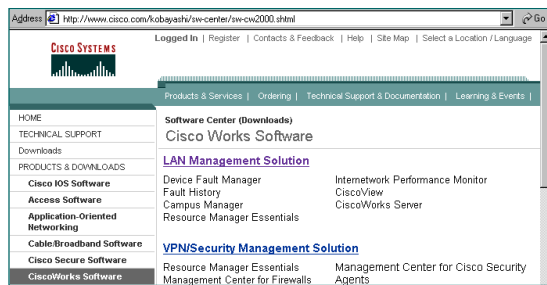 Address http://www.cisco.com/kobayashi/sw-center/sw-cw2000.shtml Go
CISCO SYSTEMS
Logged In | Register | Contacts & Feedback | Help | Site Map | Select a Location / Language
Products & Services | Ordering | Technical Support & Documentation | Learning & Events |
HOME
TECHNICAL SUPPORT
Downloads
PRODUCTS & DOWNLOADS
Cisco IOS Software
Access Software
Application-Oriented
Networking
Cable/Broadband Software
Cisco Secure Software
CiscoWorks Software
Software Center (Downloads)
Cisco Works Software
LAN Management Solution
Device Fault Manager
Fault History
Campus Manager
Resource Manager Essentials
Internetwork Performance Monitor
CiscoView
CiscoWorks Server
VPN/Security Management Solution
Resource Manager Essentials
Management Center for Firewalls
Management Center for Cisco Security
Agents